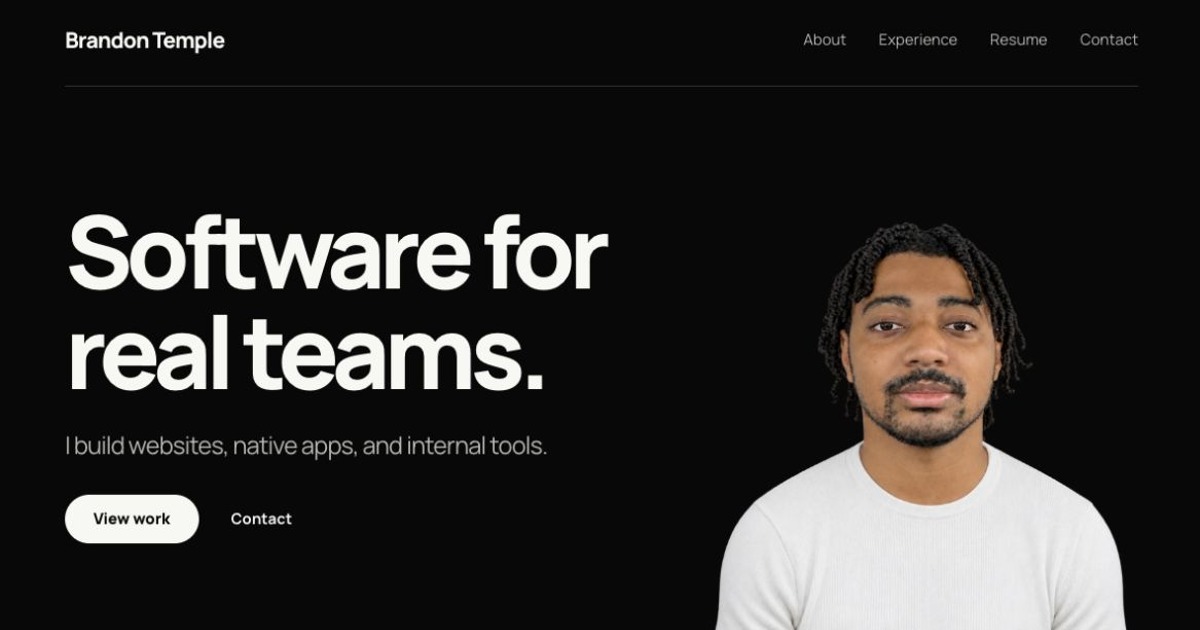 Brandon Temple
About Experience Resume Contact
Software for
real teams.
I build websites, native apps, and internal tools.
View work Contact